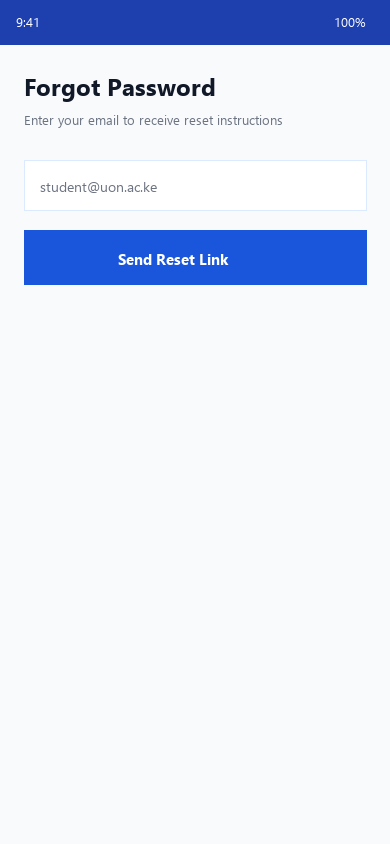 9:41 100%
Forgot Password
Enter your email to receive reset instructions
student@uon.ac.ke
Send Reset Link